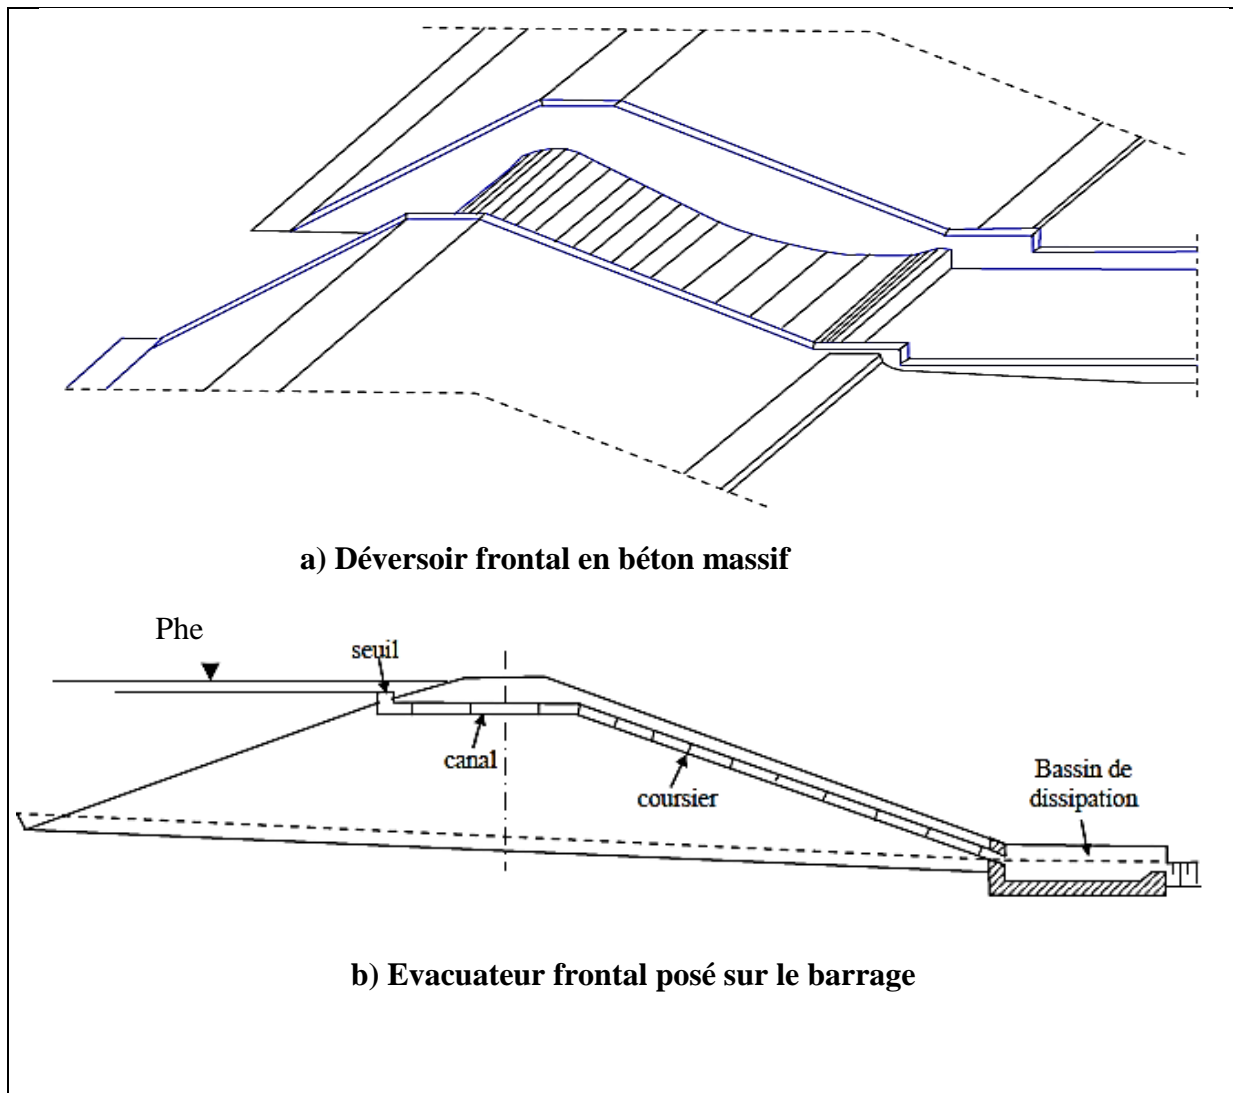 a) Déversoir frontal en béton massif
Phe
seuil
canal
coursier
Bassin de
dissipation
b) Evacuateur frontal posé sur le barrage